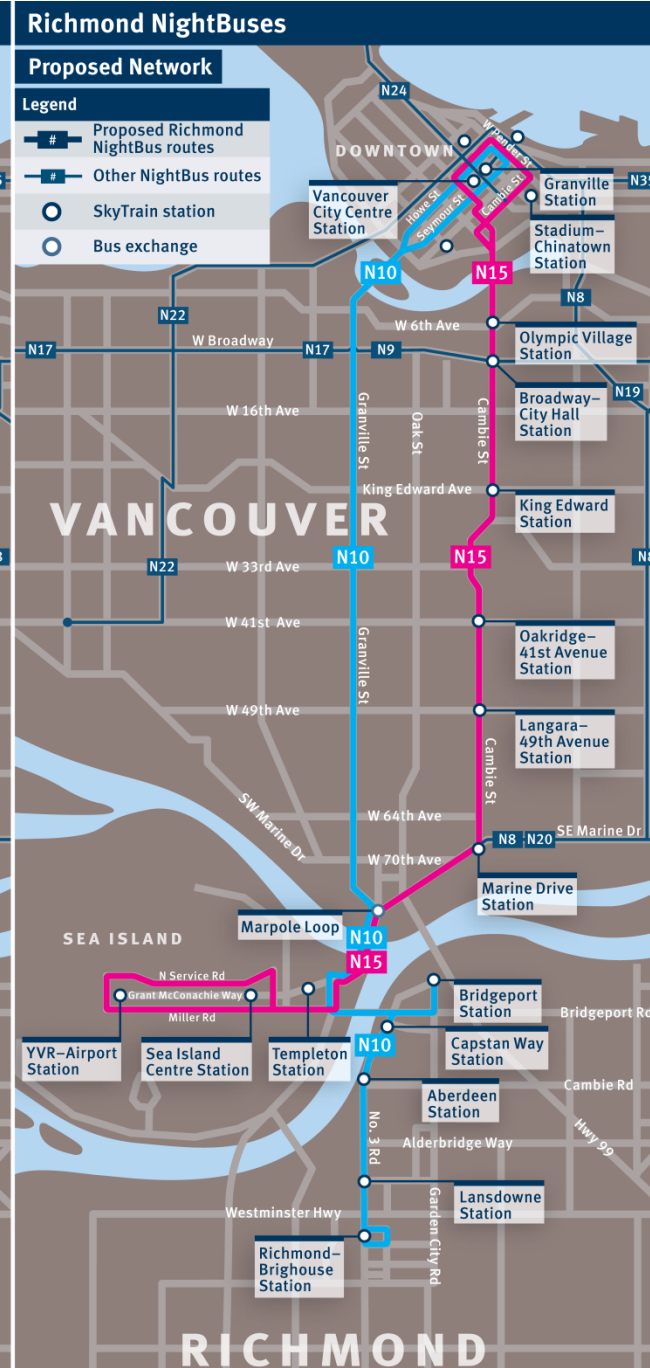 Richmond NightBuses
Proposed Network
Legend
#
Proposed Richmond
NightBus routes
#
Other NightBus routes
SkyTrain station
Bus exchange
N24
DOWNTOWN
W Pender St
Howe St
Seymour St
Cambie St
Vancouver
City Centre
Station
Granville
Station
Stadium–
Chinatown
Station
N10
N15
N8
N22
W 6th Ave
Olympic Village
Station
N17
W Broadway
N17
N9
Broadway–
City Hall
Station
N19
W 16th Ave
Granville St
Oak St
Cambie St
King Edward Ave
King Edward
Station
VANCOUVER
N22
W 33rd Ave
N10
N15
W 41st Ave
Granville St
Oakridge–
41st Avenue
Station
W 49th Ave
Langara–
49th Avenue
Station
Cambie St
SW Marine Dr
W 64th Ave
N8
N20
SE Marine Dr
W 70th Ave
Marine Drive
Station
Marpole Loop
SEA ISLAND
N10
N15
N Service Rd
Grant McConachie Way
Miller Rd
Bridgeport
Station
Bridgeport Rd
YVR–Airport
Station
Sea Island
Centre Station
Templeton
Station
N10
Capstan Way
Station
Aberdeen
Station
Cambie Rd
No. 3 Rd
Alderbridge Way
Hwy 99
Lansdowne
Station
Westminster Hwy
Garden City Rd
Richmond–
Brighouse
Station
RICHMOND